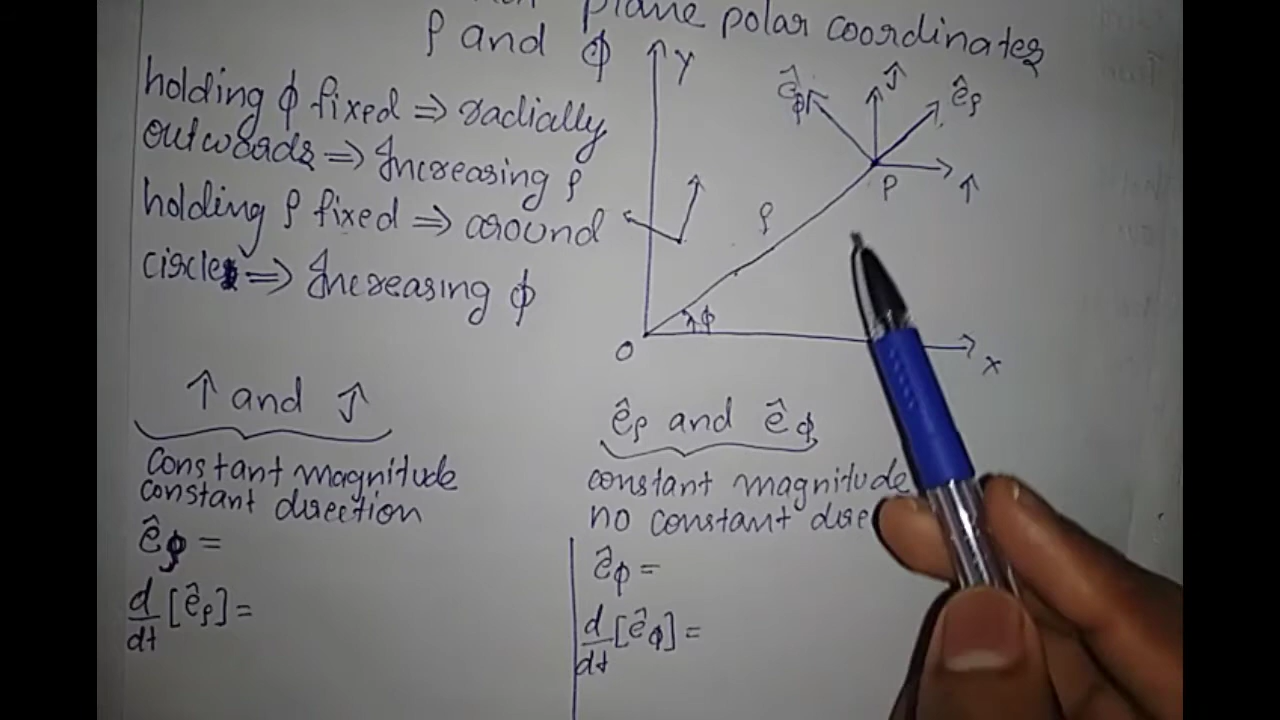 plane polar coordinates
ρ and ϕ
holding ϕ fixed ⇒ radially
outwards ⇒ Increasing ρ
holding ρ fixed ⇒ around
circle ⇒ Increasing ϕ
Y
ê_ϕ
ĵ
ê_ρ
P
î
ρ
ϕ
O
X
î and ĵ
constant magnitude
constant direction
ê_ρ =
d/dt [ê_ρ] =
ê_ρ and ê_ϕ
constant magnitude
no constant dire
ê_ϕ =
d/dt [ê_ϕ] =